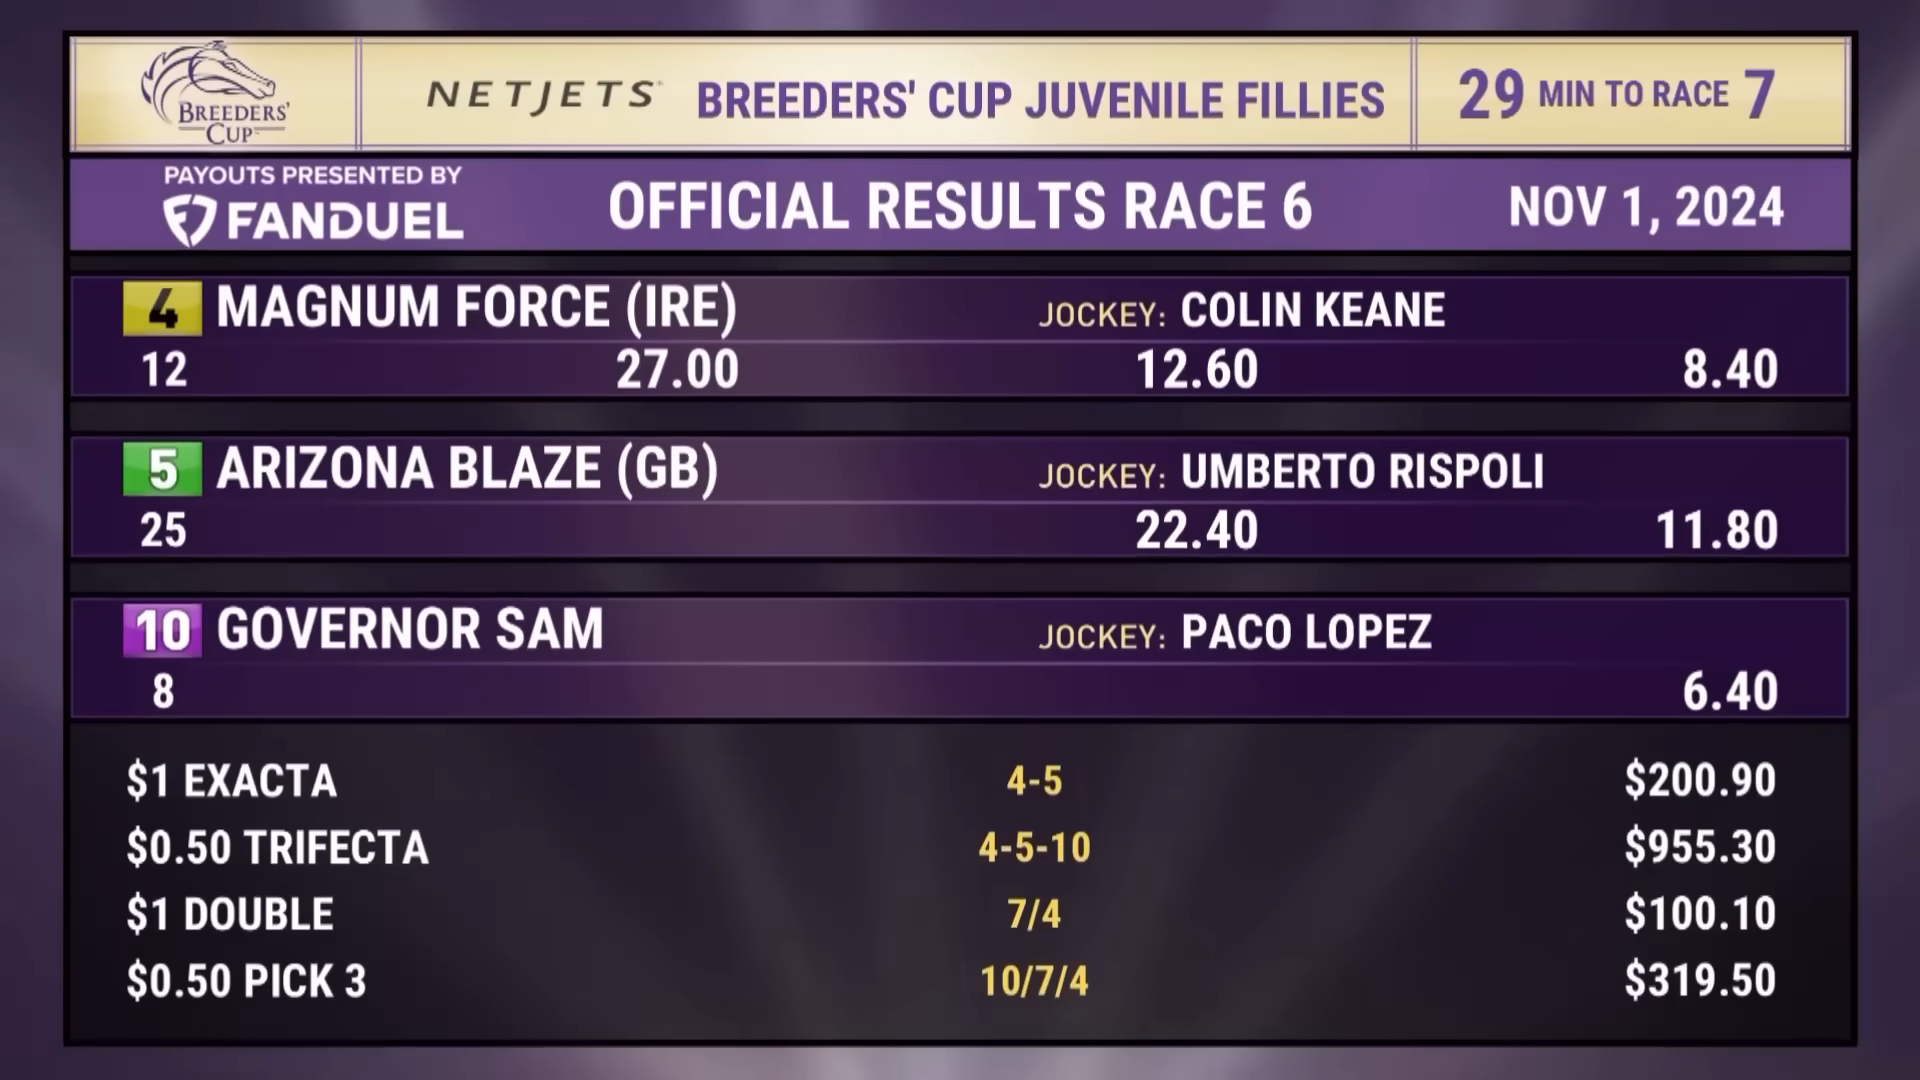 BREEDERS' CUP
NETJETS BREEDERS' CUP JUVENILE FILLIES
29 MIN TO RACE 7
PAYOUTS PRESENTED BY
FANDUEL
OFFICIAL RESULTS RACE 6
NOV 1, 2024
4 MAGNUM FORCE (IRE) JOCKEY: COLIN KEANE
12 27.00 12.60 8.40
5 ARIZONA BLAZE (GB) JOCKEY: UMBERTO RISPOLI
25 22.40 11.80
10 GOVERNOR SAM JOCKEY: PACO LOPEZ
8 6.40
$1 EXACTA 4-5 $200.90
$0.50 TRIFECTA 4-5-10 $955.30
$1 DOUBLE 7/4 $100.10
$0.50 PICK 3 10/7/4 $319.50